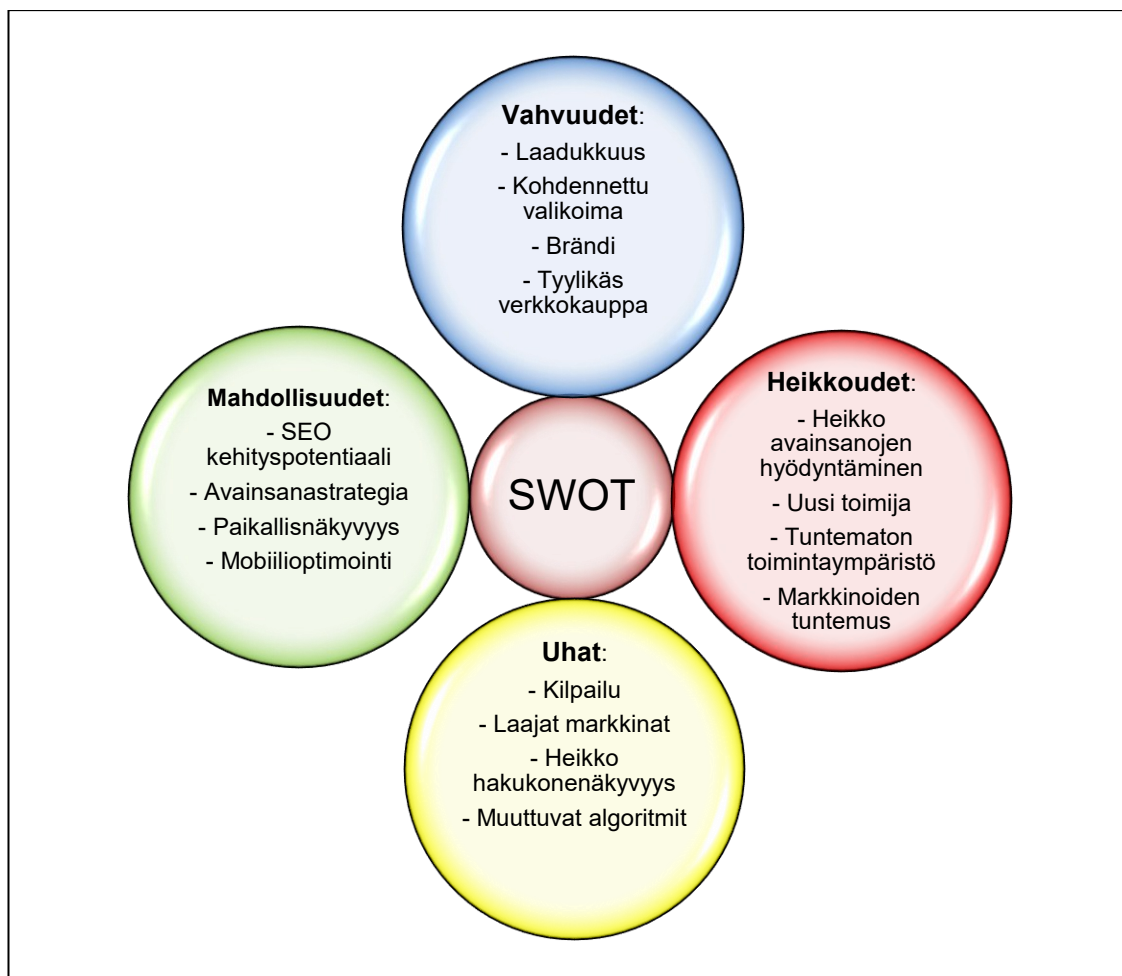 Vahvuudet:
- Laadukkuus
- Kohdennettu
valikoima
- Brändi
- Tyylikäs
verkkokauppa
Mahdollisuudet:
- SEO
kehityspotentiaali
- Avainsanastrategia
- Paikallisnäkyvyys
- Mobiilioptimointi
SWOT
Heikkoudet:
- Heikko
avainsanojen
hyödyntäminen
- Uusi toimija
- Tuntematon
toimintaympäristö
- Markkinoiden
tuntemus
Uhat:
- Kilpailu
- Laajat markkinat
- Heikko
hakukonenäkyvyys
- Muuttuvat algoritmit